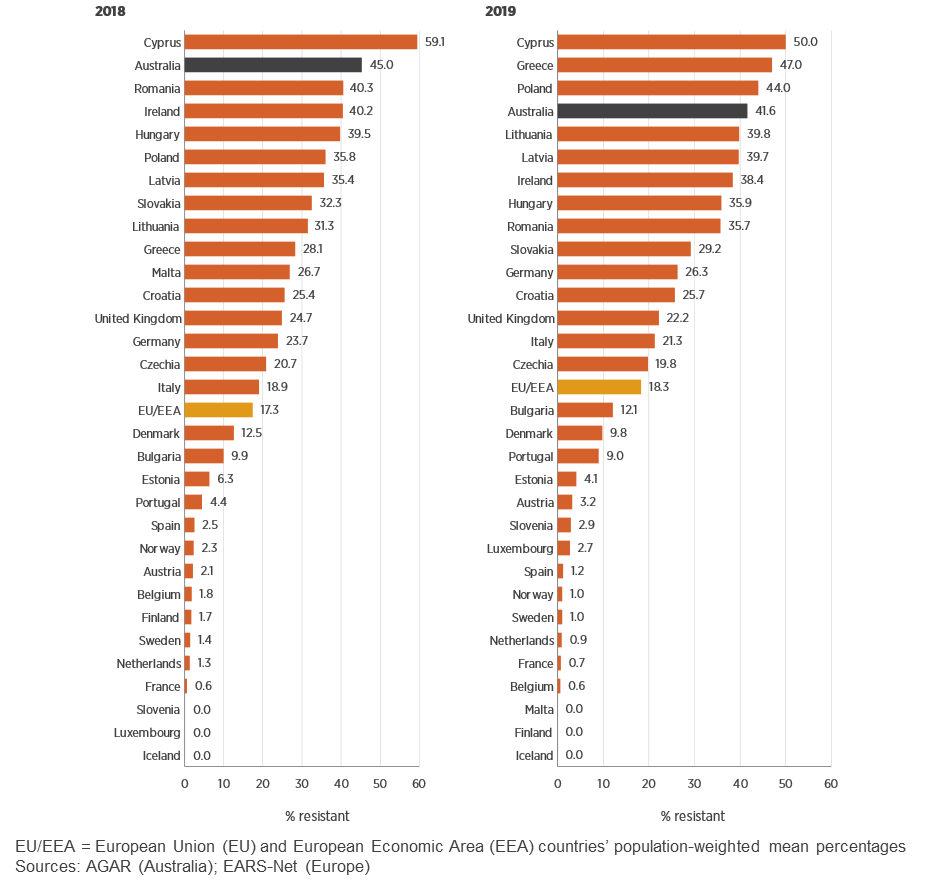 2018
Cyprus 59.1
Australia 45.0
Romania 40.3
Ireland 40.2
Hungary 39.5
Poland 35.8
Latvia 35.4
Slovakia 32.3
Lithuania 31.3
Greece 28.1
Malta 26.7
Croatia 25.4
United Kingdom 24.7
Germany 23.7
Czechia 20.7
Italy 18.9
EU/EEA 17.3
Denmark 12.5
Bulgaria 9.9
Estonia 6.3
Portugal 4.4
Spain 2.5
Norway 2.3
Austria 2.1
Belgium 1.8
Finland 1.7
Sweden 1.4
Netherlands 1.3
France 0.6
Slovenia 0.0
Luxembourg 0.0
Iceland 0.0
0 10 20 30 40 50 60
% resistant
2019
Cyprus 50.0
Greece 47.0
Poland 44.0
Australia 41.6
Lithuania 39.8
Latvia 39.7
Ireland 38.4
Hungary 35.9
Romania 35.7
Slovakia 29.2
Germany 26.3
Croatia 25.7
United Kingdom 22.2
Italy 21.3
Czechia 19.8
EU/EEA 18.3
Bulgaria 12.1
Denmark 9.8
Portugal 9.0
Estonia 4.1
Austria 3.2
Slovenia 2.9
Luxembourg 2.7
Spain 1.2
Norway 1.0
Sweden 1.0
Netherlands 0.9
France 0.7
Belgium 0.6
Malta 0.0
Finland 0.0
Iceland 0.0
0 10 20 30 40 50 60
% resistant
EU/EEA = European Union (EU) and European Economic Area (EEA) countries' population-weighted mean percentages
Sources: AGAR (Australia); EARS-Net (Europe)